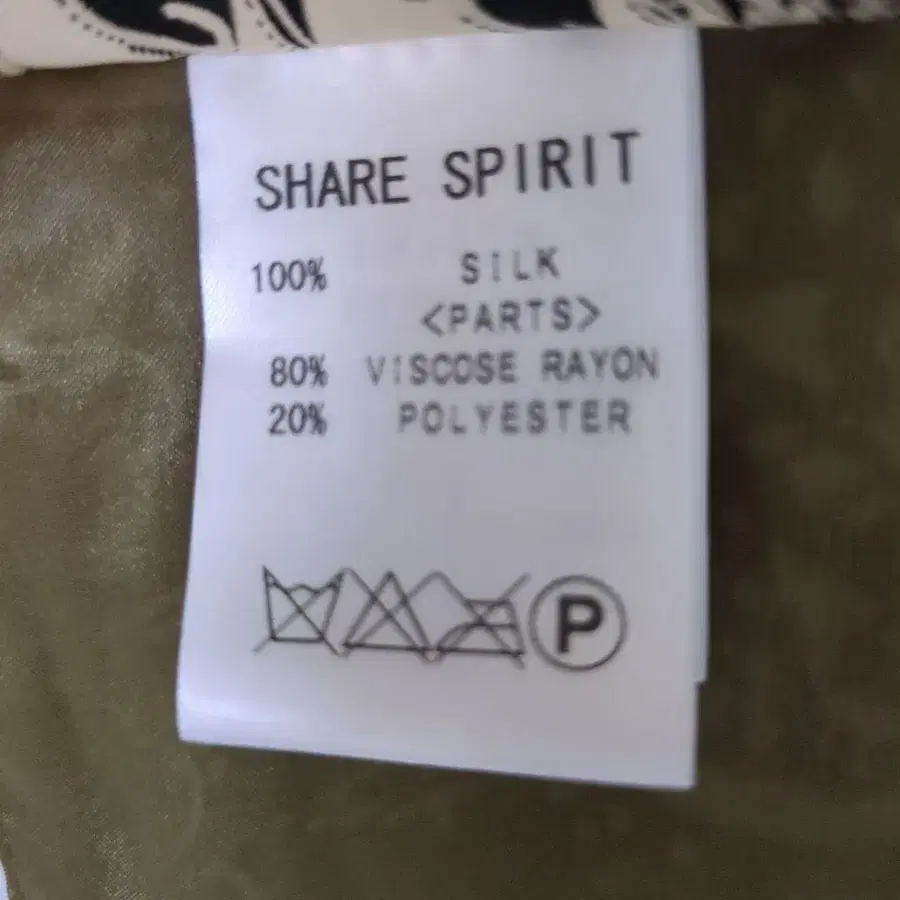 SHARE SPIRIT
100% SILK
<PARTS>
80% VISCOSE RAYON
20% POLYESTER
P